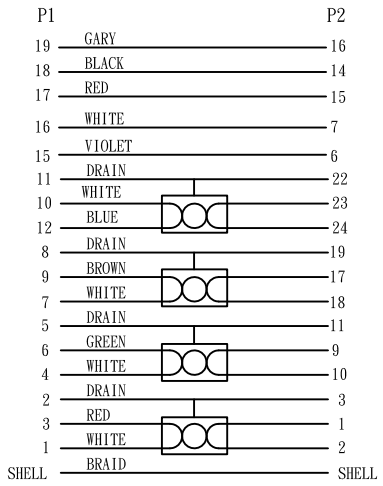 P1 P2
19 GARY 16
18 BLACK 14
17 RED 15
16 WHITE 7
15 VIOLET 6
11 DRAIN 22
10 WHITE 23
12 BLUE 24
8 DRAIN 19
9 BROWN 17
7 WHITE 18
5 DRAIN 11
6 GREEN 9
4 WHITE 10
2 DRAIN 3
3 RED 1
1 WHITE 2
SHELL BRAID SHELL